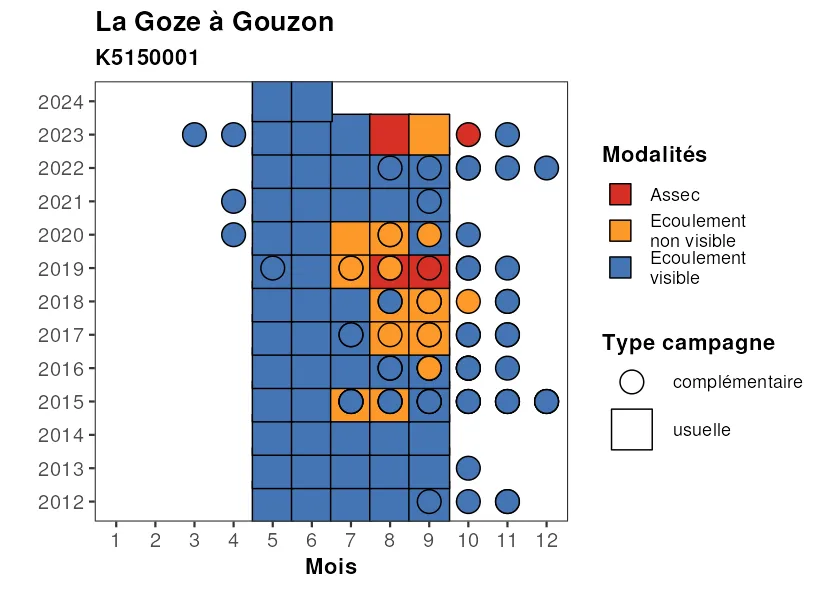 La Goze à Gouzon
K5150001
2024
2023
2022
2021
2020
2019
2018
2017
2016
2015
2014
2013
2012
1 2 3 4 5 6 7 8 9 10 11 12
Mois
Modalités
Assec
Ecoulement
non visible
Ecoulement
visible
Type campagne
complémentaire
usuelle